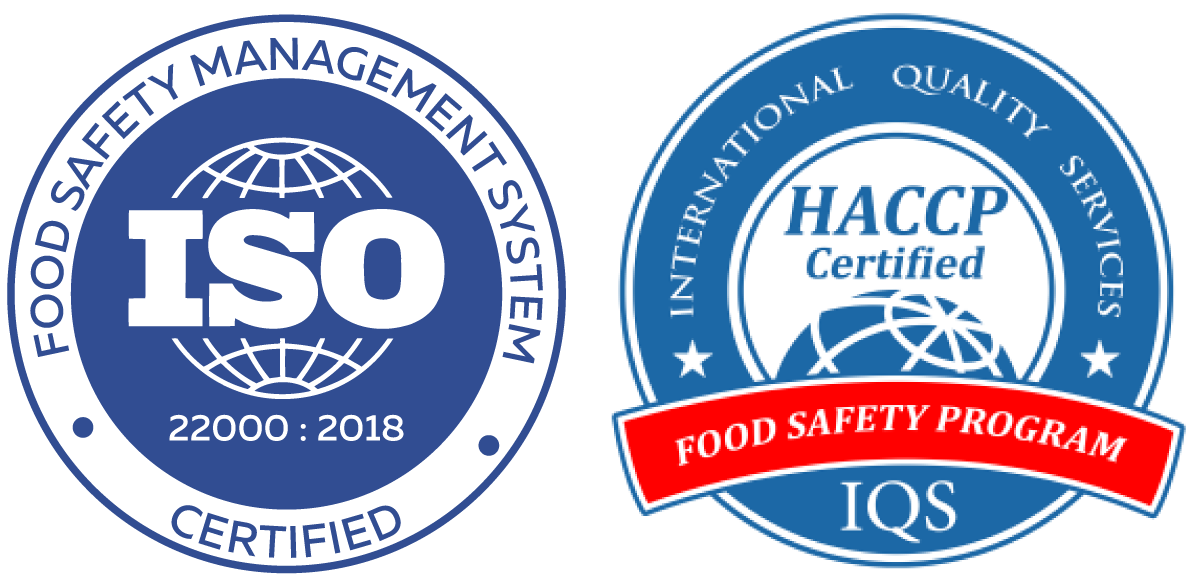 FOOD SAFETY MANAGEMENT SYSTEM
ISO
22000 : 2018
CERTIFIED
INTERNATIONAL QUALITY SERVICES
HACCP
Certified
FOOD SAFETY PROGRAM
IQS